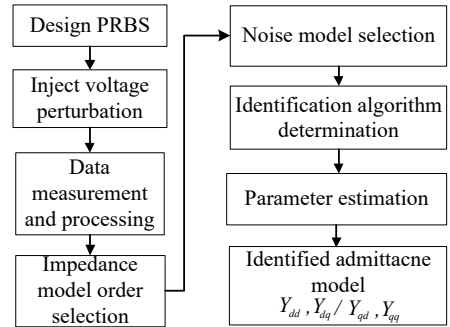 Design PRBS
Inject voltage
perturbation
Data
measurement
and processing
Impedance
model order
selection
Noise model selection
Identification algorithm
determination
Parameter estimation
Identified admittacne
model
Y_dd , Y_dq / Y_qd , Y_qq